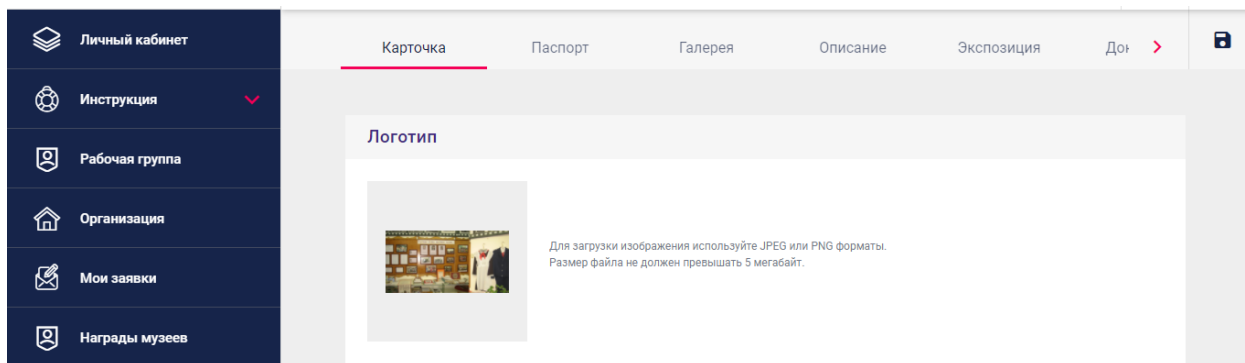 Личный кабинет
Инструкция
Рабочая группа
Организация
Мои заявки
Награды музеев
Карточка Паспорт Галерея Описание Экспозиция
Логотип
Для загрузки изображения используйте JPEG или PNG форматы.
Размер файла не должен превышать 5 мегабайт.